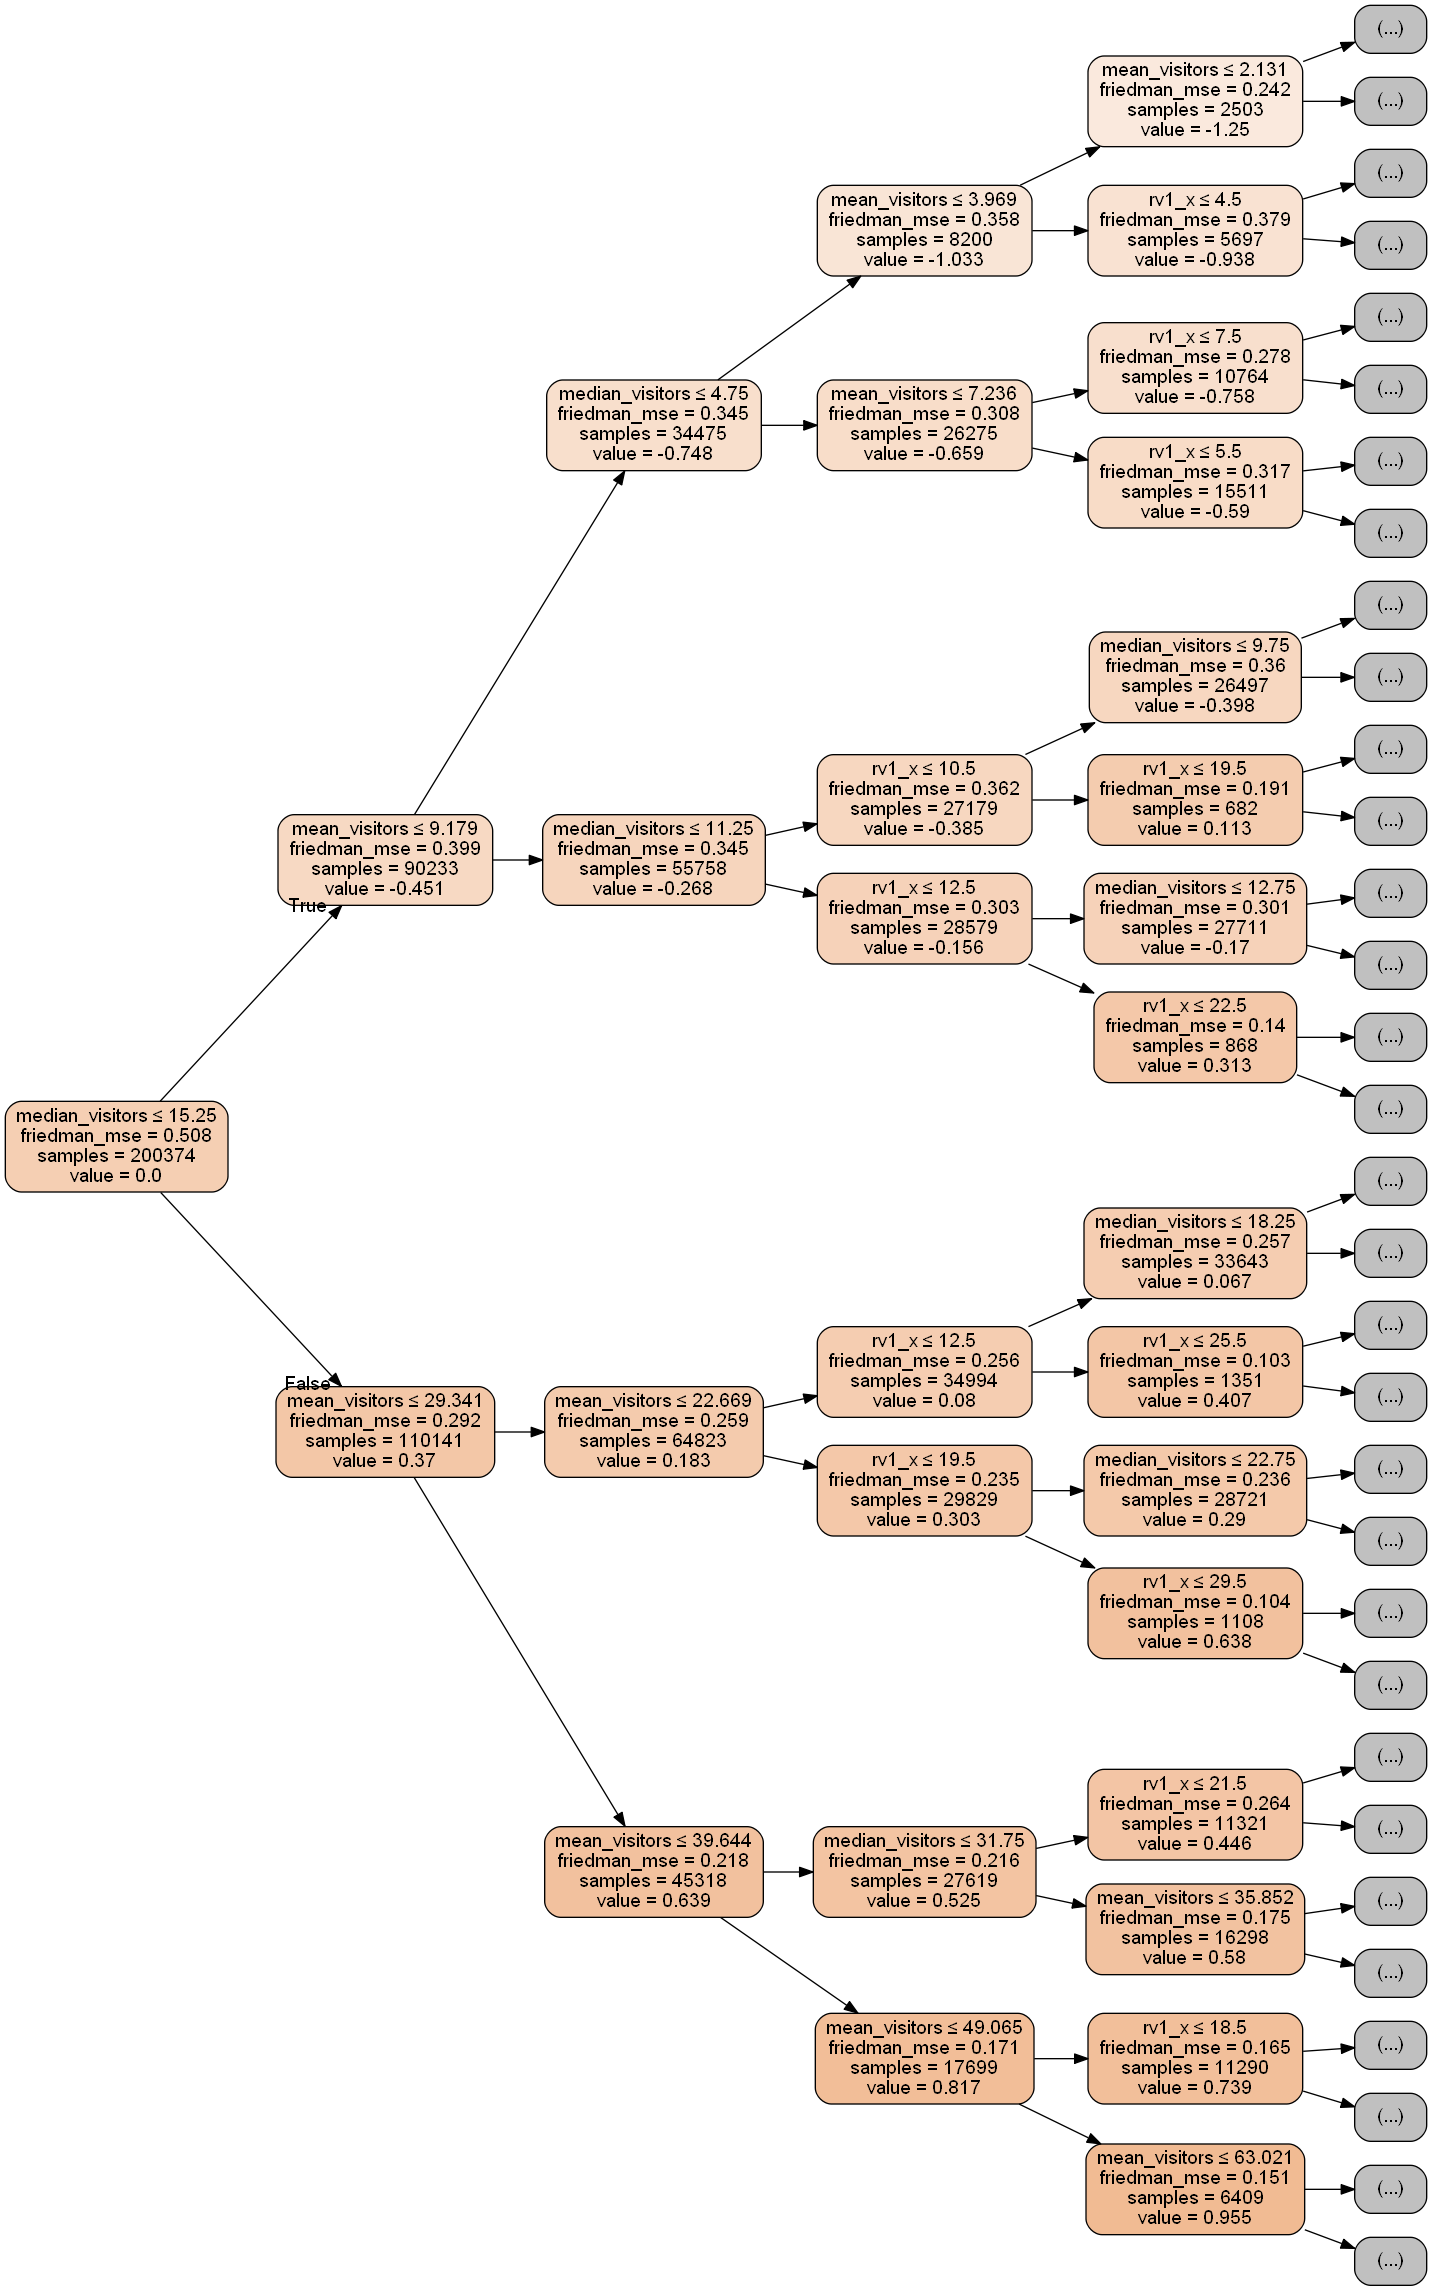 (...)
mean_visitors ≤ 2.131
friedman_mse = 0.242
samples = 2503
value = -1.25
(...)
(...)
mean_visitors ≤ 3.969
friedman_mse = 0.358
samples = 8200
value = -1.033
rv1_x ≤ 4.5
friedman_mse = 0.379
samples = 5697
value = -0.938
(...)
(...)
rv1_x ≤ 7.5
friedman_mse = 0.278
samples = 10764
value = -0.758
(...)
median_visitors ≤ 4.75
friedman_mse = 0.345
samples = 34475
value = -0.748
mean_visitors ≤ 7.236
friedman_mse = 0.308
samples = 26275
value = -0.659
(...)
rv1_x ≤ 5.5
friedman_mse = 0.317
samples = 15511
value = -0.59
(...)
(...)
(...)
median_visitors ≤ 9.75
friedman_mse = 0.36
samples = 26497
value = -0.398
(...)
(...)
rv1_x ≤ 10.5
friedman_mse = 0.362
samples = 27179
value = -0.385
rv1_x ≤ 19.5
friedman_mse = 0.191
samples = 682
value = 0.113
(...)
mean_visitors ≤ 9.179
friedman_mse = 0.399
samples = 90233
value = -0.451
True
median_visitors ≤ 11.25
friedman_mse = 0.345
samples = 55758
value = -0.268
rv1_x ≤ 12.5
friedman_mse = 0.303
samples = 28579
value = -0.156
median_visitors ≤ 12.75
friedman_mse = 0.301
samples = 27711
value = -0.17
(...)
(...)
rv1_x ≤ 22.5
friedman_mse = 0.14
samples = 868
value = 0.313
(...)
(...)
median_visitors ≤ 15.25
friedman_mse = 0.508
samples = 200374
value = 0.0
(...)
median_visitors ≤ 18.25
friedman_mse = 0.257
samples = 33643
value = 0.067
(...)
(...)
rv1_x ≤ 12.5
friedman_mse = 0.256
samples = 34994
value = 0.08
rv1_x ≤ 25.5
friedman_mse = 0.103
samples = 1351
value = 0.407
(...)
False
mean_visitors ≤ 29.341
friedman_mse = 0.292
samples = 110141
value = 0.37
mean_visitors ≤ 22.669
friedman_mse = 0.259
samples = 64823
value = 0.183
rv1_x ≤ 19.5
friedman_mse = 0.235
samples = 29829
value = 0.303
median_visitors ≤ 22.75
friedman_mse = 0.236
samples = 28721
value = 0.29
(...)
(...)
rv1_x ≤ 29.5
friedman_mse = 0.104
samples = 1108
value = 0.638
(...)
(...)
(...)
rv1_x ≤ 21.5
friedman_mse = 0.264
samples = 11321
value = 0.446
(...)
mean_visitors ≤ 39.644
friedman_mse = 0.218
samples = 45318
value = 0.639
median_visitors ≤ 31.75
friedman_mse = 0.216
samples = 27619
value = 0.525
(...)
mean_visitors ≤ 35.852
friedman_mse = 0.175
samples = 16298
value = 0.58
(...)
mean_visitors ≤ 49.065
friedman_mse = 0.171
samples = 17699
value = 0.817
rv1_x ≤ 18.5
friedman_mse = 0.165
samples = 11290
value = 0.739
(...)
(...)
mean_visitors ≤ 63.021
friedman_mse = 0.151
samples = 6409
value = 0.955
(...)
(...)